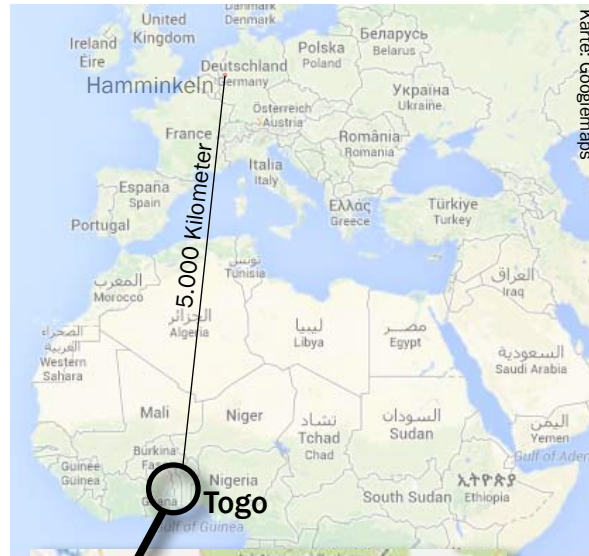 Danmark
Denmark
United
Kingdom
Ireland
Éire
Polska
Poland
Беларусь
Belarus
Deutschland
Germany
Hamminkeln
Україна
Ukraine
Österreich
Austria
France
România
Romania
Italia
Italy
España
Spain
Ελλάς
Greece
Türkiye
Turkey
Portugal
5.000 Kilometer
تونس
Tunisia
المغرب
Morocco
العراق
Iraq
الجزائر
Algeria
ليبيا
Libya
مصر
Egypt
الصحراء
الغربية
Western
Sahara
السعودية
Saudi Arabia
Mali
Niger
تشاد
Tchad
Chad
السودان
Sudan
اليمن
Yemen
Gulf of Aden
Burkina
Guinée
Guinea
Ghana
Nigeria
Togo
South Sudan
ኢትዮጵያ
Ethiopia
Gulf of Guinea
Karte: Googlemaps